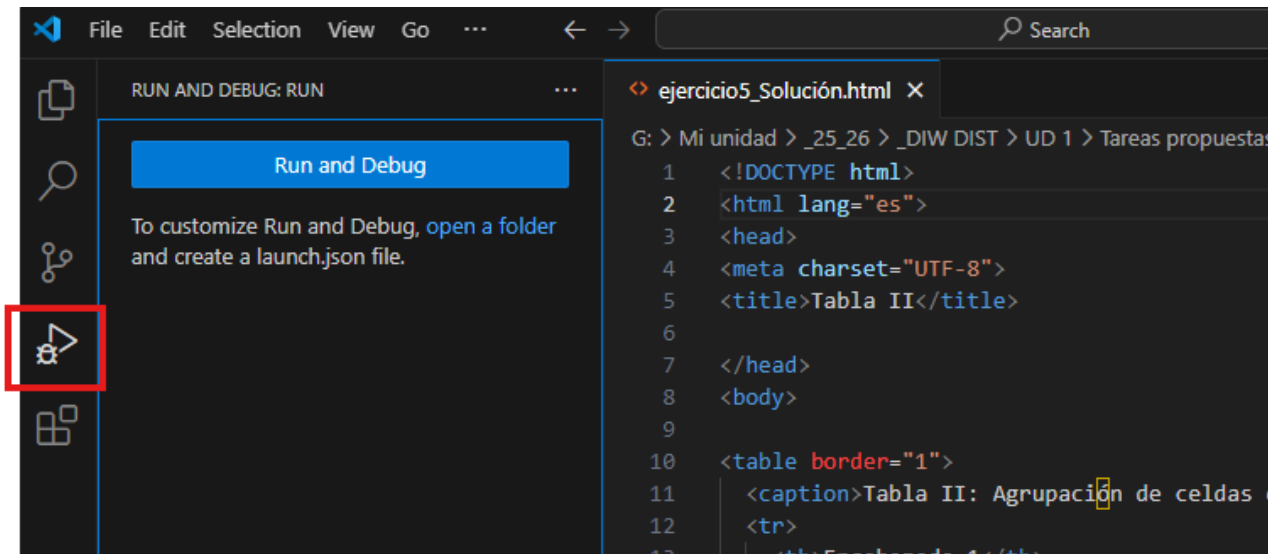 File Edit Selection View Go ··· ← → Search
RUN AND DEBUG: RUN ···
Run and Debug
To customize Run and Debug, open a folder
and create a launch.json file.
<> ejercicio5_Solución.html ×
G: > Mi unidad > _25_26 > _DIW DIST > UD 1 > Tareas propuestas
1 <!DOCTYPE html>
2 <html lang="es">
3 <head>
4 <meta charset="UTF-8">
5 <title>Tabla II</title>
6
7 </head>
8 <body>
9
10 <table border="1">
11 <caption>Tabla II: Agrupación de celdas
12 <tr>